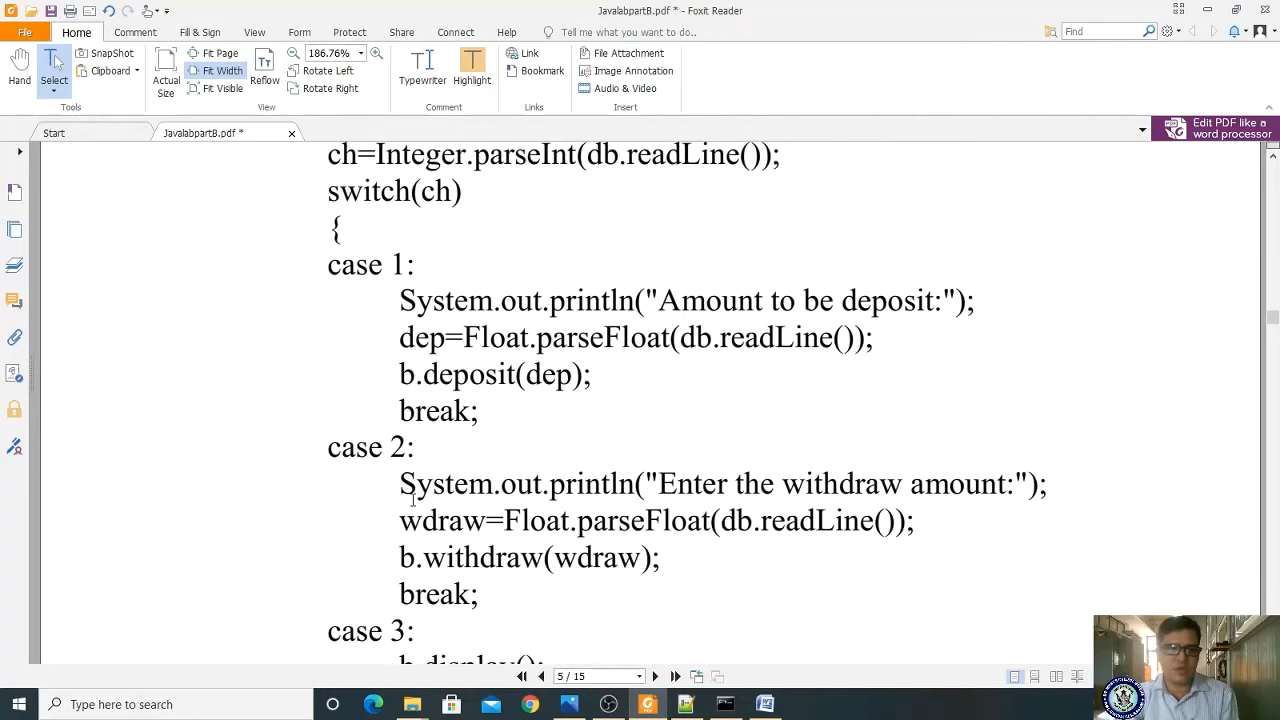 Javalabpart­B.pdf * - Foxit Reader
File Home Comment Fill & Sign View Form Protect Share Connect Help Tell me what you want to do.. Find
Hand Select SnapShot Clipboard
Tools
Actual Size Fit Page Fit Width Fit Visible Reflow 186.76% Rotate Left Rotate Right
View
Typewriter Highlight
Comment
Link Bookmark
Links
File Attachment Image Annotation Audio & Video
Insert
Start JavalabpartB.pdf *
Edit PDF like a
word processor
ch=Integer.parseInt(db.readLine());
switch(ch)
{
case 1:
System.out.println("Amount to be deposit:");
dep=Float.parseFloat(db.readLine());
b.deposit(dep);
break;
case 2:
System.out.println("Enter the withdraw amount:");
wdraw=Float.parseFloat(db.readLine());
b.withdraw(wdraw);
break;
case 3:
b.display();
5 / 15
Type here to search